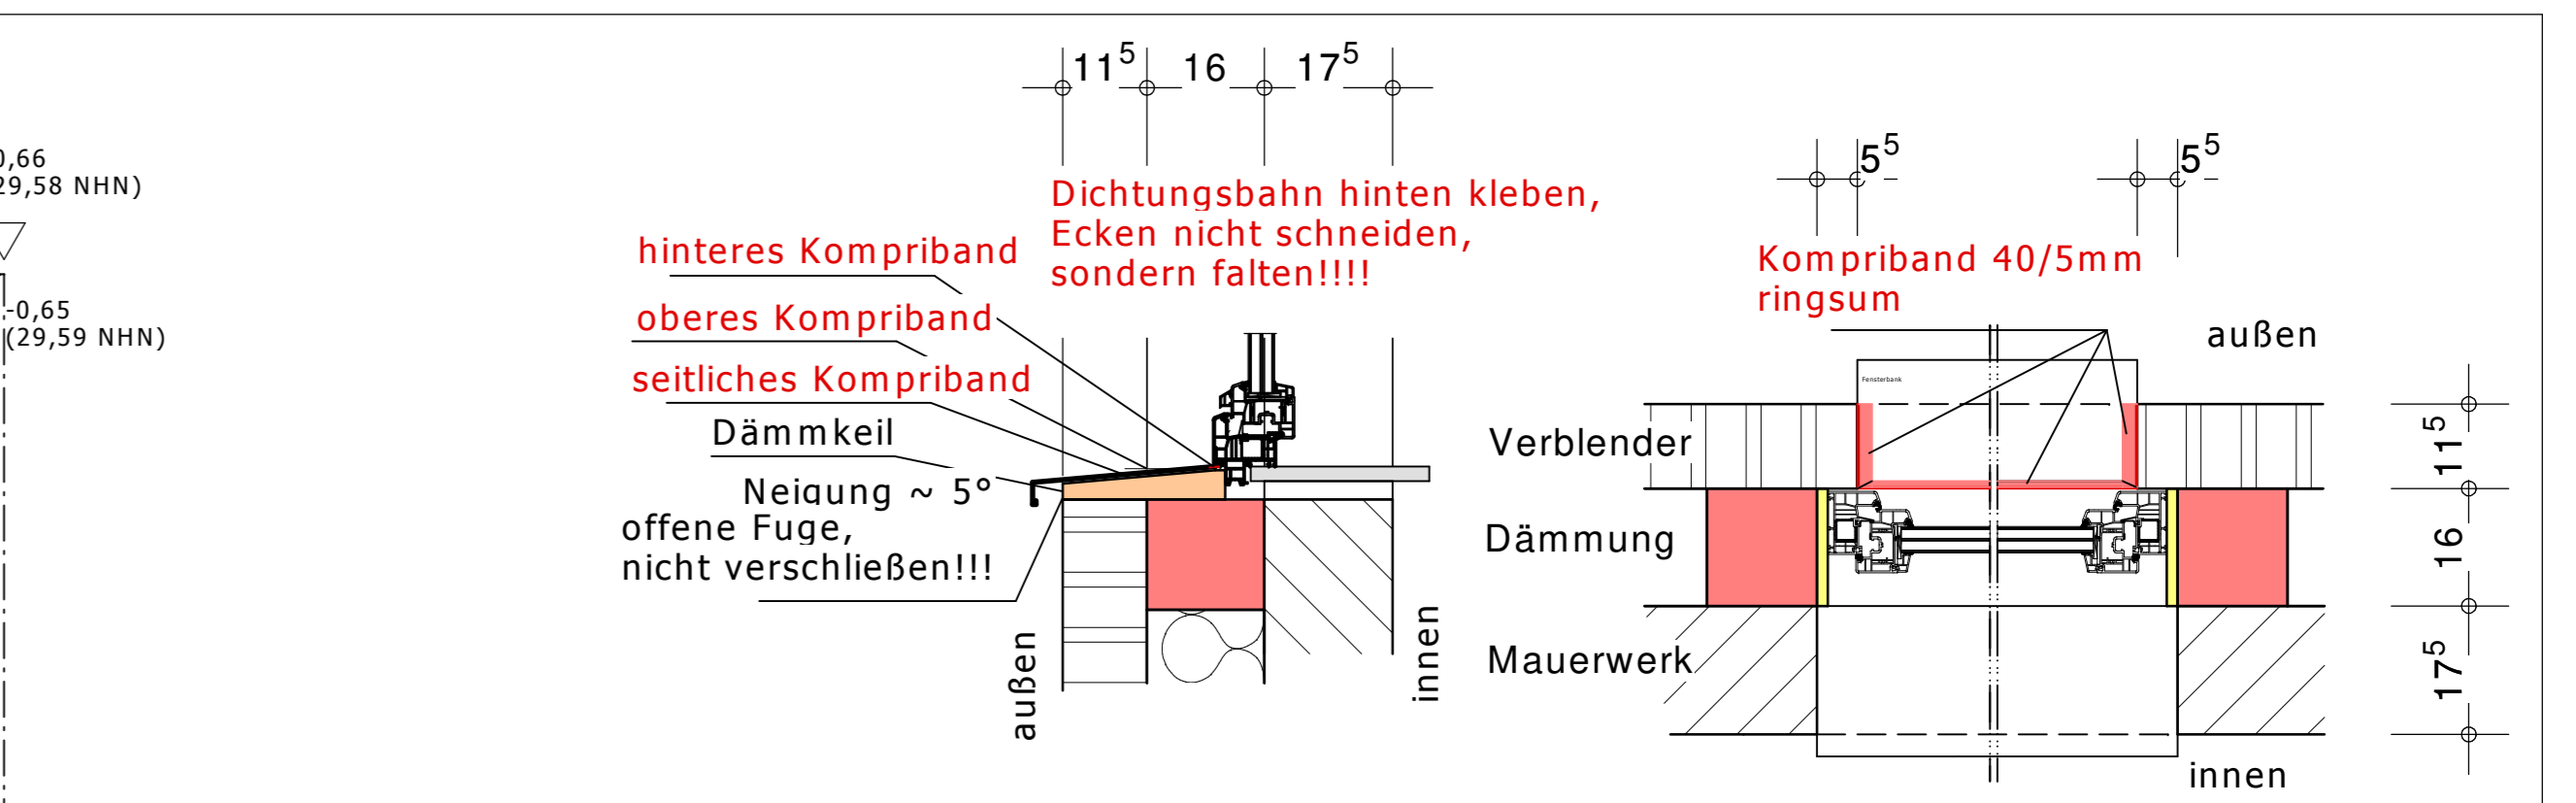 0,66
29,58 NHN)
-0,65
(29,59 NHN)
11⁵ 16 17⁵
Dichtungsbahn hinten kleben,
Ecken nicht schneiden,
sondern falten!!!!
hinteres Kompriband
oberes Kompriband
seitliches Kompriband
Dämmkeil
Neigung ~ 5°
offene Fuge,
nicht verschließen!!!
außen
innen
5⁵ 5⁵
Kompriband 40/5mm
ringsum
außen
Fensterbank
Verblender
Dämmung
Mauerwerk
innen
11⁵
16
17⁵